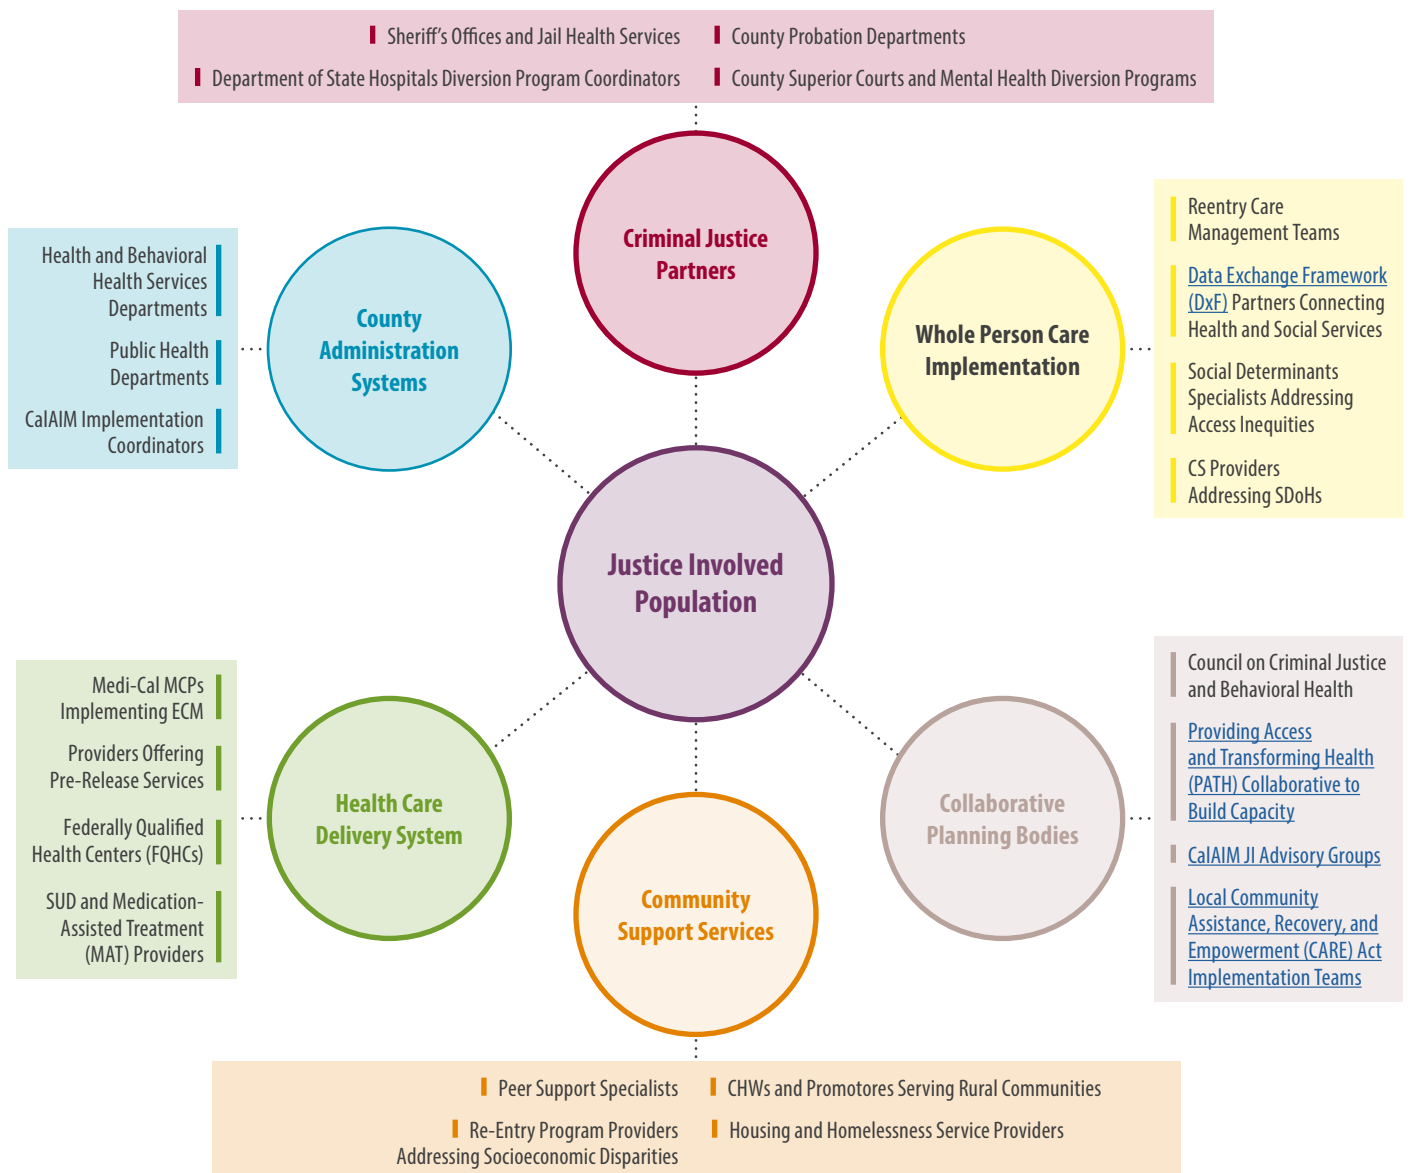 Sheriff’s Offices and Jail Health Services
County Probation Departments
Department of State Hospitals Diversion Program Coordinators
County Superior Courts and Mental Health Diversion Programs
Criminal Justice
Partners
Health and Behavioral
Health Services
Departments
Public Health
Departments
CalAIM Implementation
Coordinators
County
Administration
Systems
Whole Person Care
Implementation
Reentry Care
Management Teams
Data Exchange Framework
(DxF) Partners Connecting
Health and Social Services
Social Determinants
Specialists Addressing
Access Inequities
CS Providers
Addressing SDoHs
Justice Involved
Population
Medi-Cal MCPs
Implementing ECM
Providers Offering
Pre-Release Services
Federally Qualified
Health Centers (FQHCs)
SUD and Medication-
Assisted Treatment
(MAT) Providers
Health Care
Delivery System
Community
Support Services
Collaborative
Planning Bodies
Council on Criminal Justice
and Behavioral Health
Providing Access
and Transforming Health
(PATH) Collaborative to
Build Capacity
CalAIM JI Advisory Groups
Local Community
Assistance, Recovery, and
Empowerment (CARE) Act
Implementation Teams
Peer Support Specialists
CHWs and Promotores Serving Rural Communities
Re-Entry Program Providers
Addressing Socioeconomic Disparities
Housing and Homelessness Service Providers